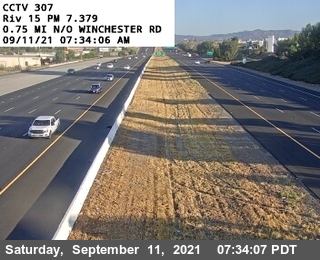 CCTV 307
Riv 15 PM 7.379
0.75 MI N/O WINCHESTER RD
09/11/21 07:34:06 AM
Saturday, September 11, 2021 07:34:07 PDT